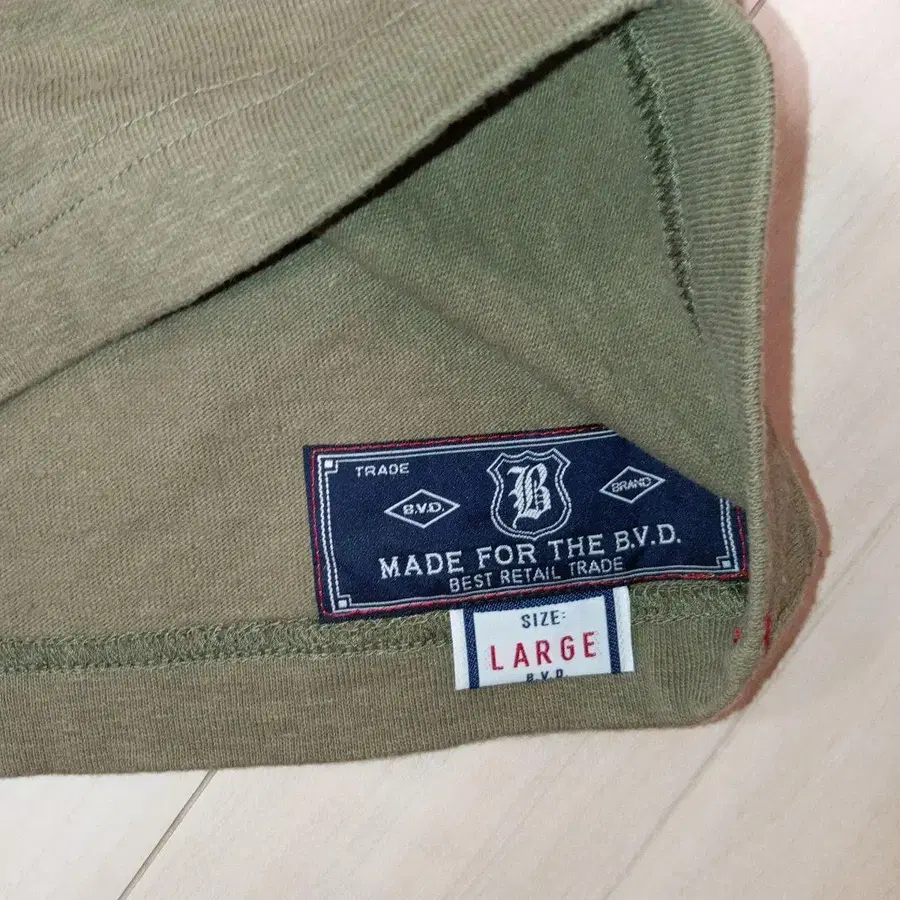 TRADE
B.V.D.
B
BRAND
MADE FOR THE B.V.D.
BEST RETAIL TRADE
SIZE:
LARGE
B.V.D.